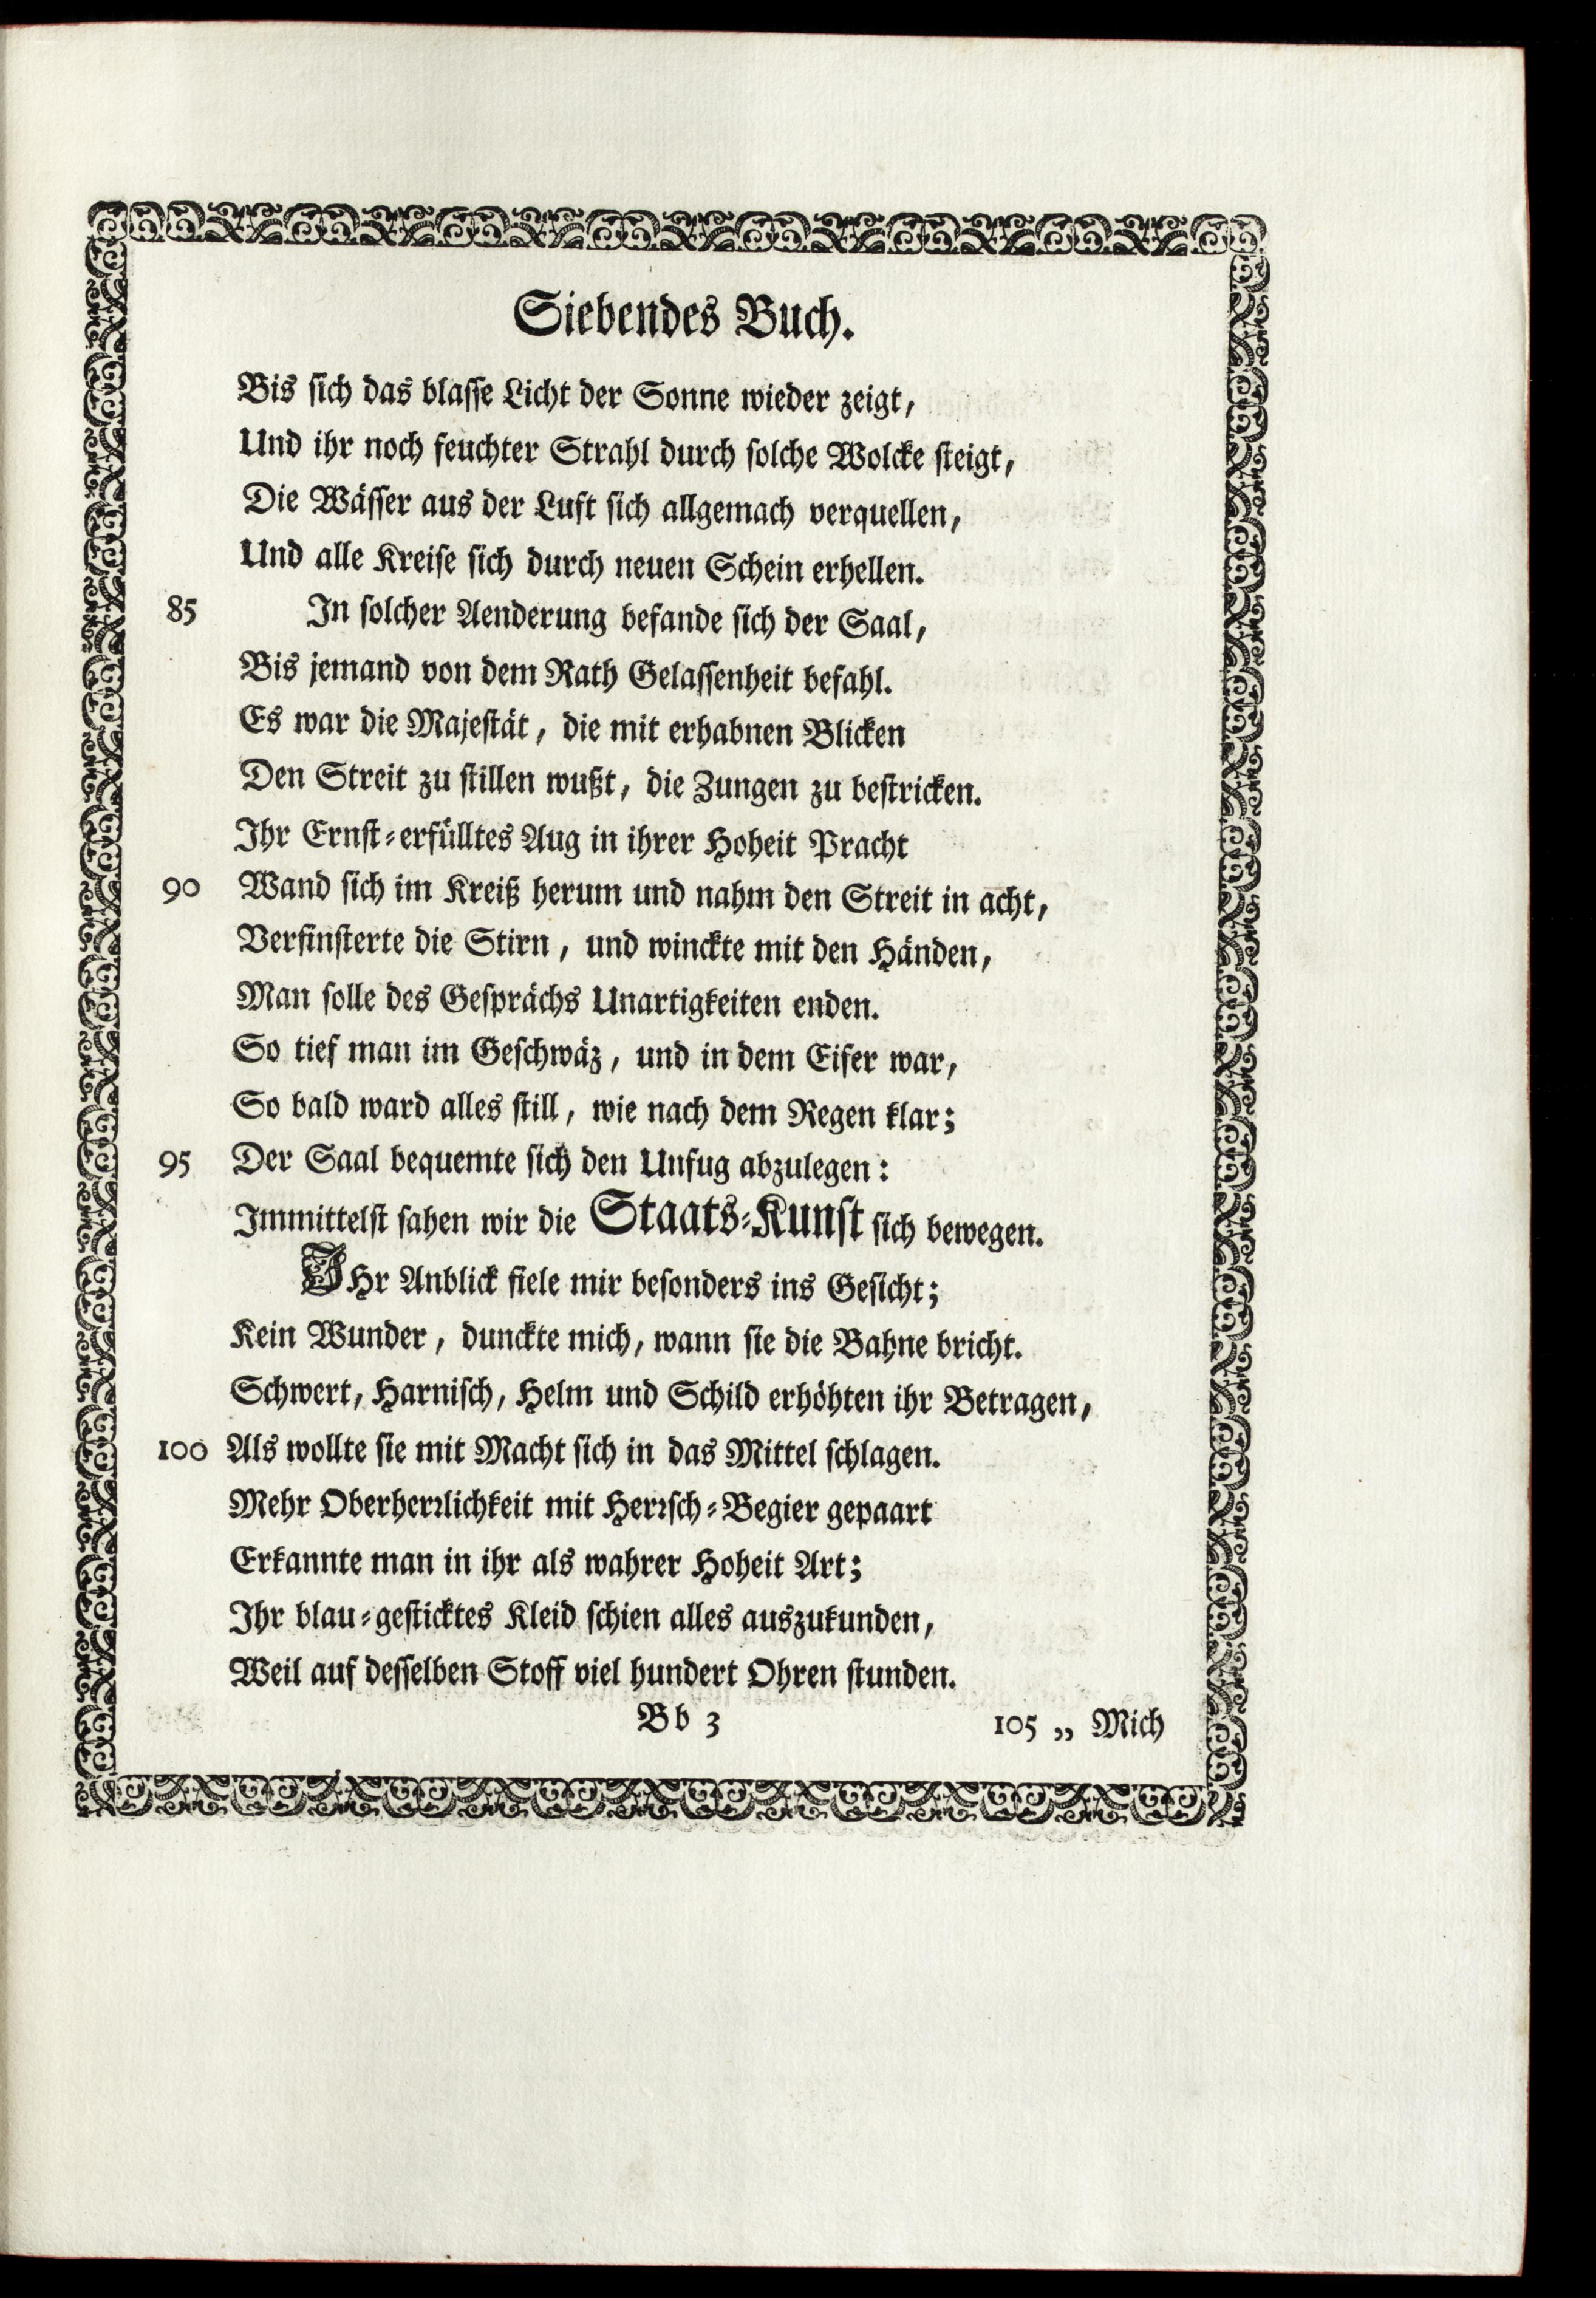 Siebendes Buch.
Bis sich das blasse Licht der Sonne wieder zeigt,
Und ihr noch feuchter Strahl durch solche Wolcke steigt,
Die Wässer aus der Luft sich allgemach verquellen,
Und alle Kreise sich durch neuen Schein erhellen.
85 In solcher Aenderung befande sich der Saal,
Bis jemand von dem Rath Gelassenheit befahl.
Es war die Majestät, die mit erhabnen Blicken
Den Streit zu stillen wußt, die Zungen zu bestricken.
Ihr Ernst-erfülltes Aug in ihrer Hoheit Pracht
90 Wand sich im Kreiß herum und nahm den Streit in acht,
Verfinsterte die Stirn, und winckte mit den Händen,
Man solle des Gesprächs Unartigkeiten enden.
So tief man im Geschwäz, und in dem Eifer war,
So bald ward alles still, wie nach dem Regen klar;
95 Der Saal bequemte sich den Unfug abzulegen:
Immittelst sahen wir die Staats-Kunst sich bewegen.
IHr Anblick fiele mir besonders ins Gesicht;
Kein Wunder, dunckte mich, wann sie die Bahne bricht.
Schwert, Harnisch, Helm und Schild erhöhten ihr Betragen,
100 Als wollte sie mit Macht sich in das Mittel schlagen.
Mehr Oberherrlichkeit mit Herrsch-Begier gepaart
Erkannte man in ihr als wahrer Hoheit Art;
Ihr blau-gesticktes Kleid schien alles auszukunden,
Weil auf desselben Stoff viel hundert Ohren stunden.
Bb 3 105 „ Mich